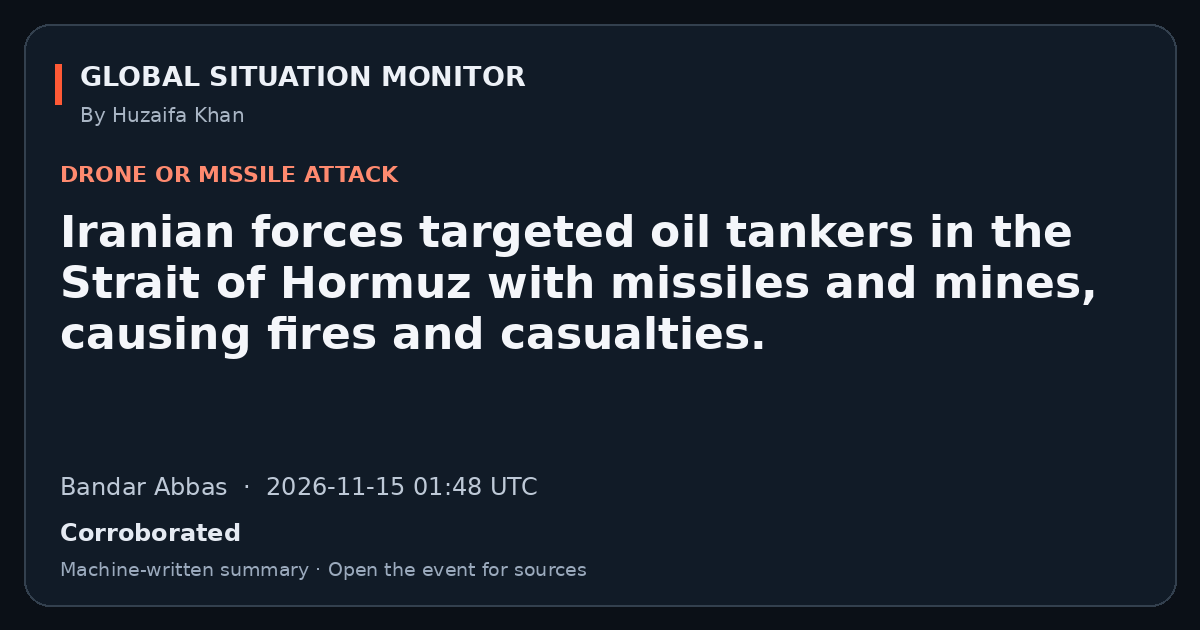 GLOBAL SITUATION MONITOR
By Huzaifa Khan
DRONE OR MISSILE ATTACK
Iranian forces targeted oil tankers in the
Strait of Hormuz with missiles and mines,
causing fires and casualties.
Bandar Abbas · 2026-11-15 01:48 UTC
Corroborated
Machine-written summary · Open the event for sources